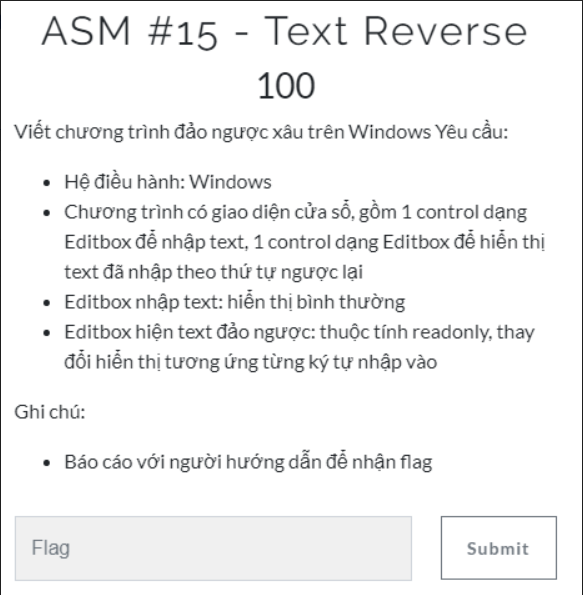 ASM #15 - Text Reverse
100
Viết chương trình đảo ngược xâu trên Windows Yêu cầu:
• Hệ điều hành: Windows
• Chương trình có giao diện cửa sổ, gồm 1 control dạng
Editbox để nhập text, 1 control dạng Editbox để hiển thị
text đã nhập theo thứ tự ngược lại
• Editbox nhập text: hiển thị bình thường
• Editbox hiện text đảo ngược: thuộc tính readonly, thay
đổi hiển thị tương ứng từng ký tự nhập vào
Ghi chú:
• Báo cáo với người hướng dẫn để nhận flag
Flag
Submit